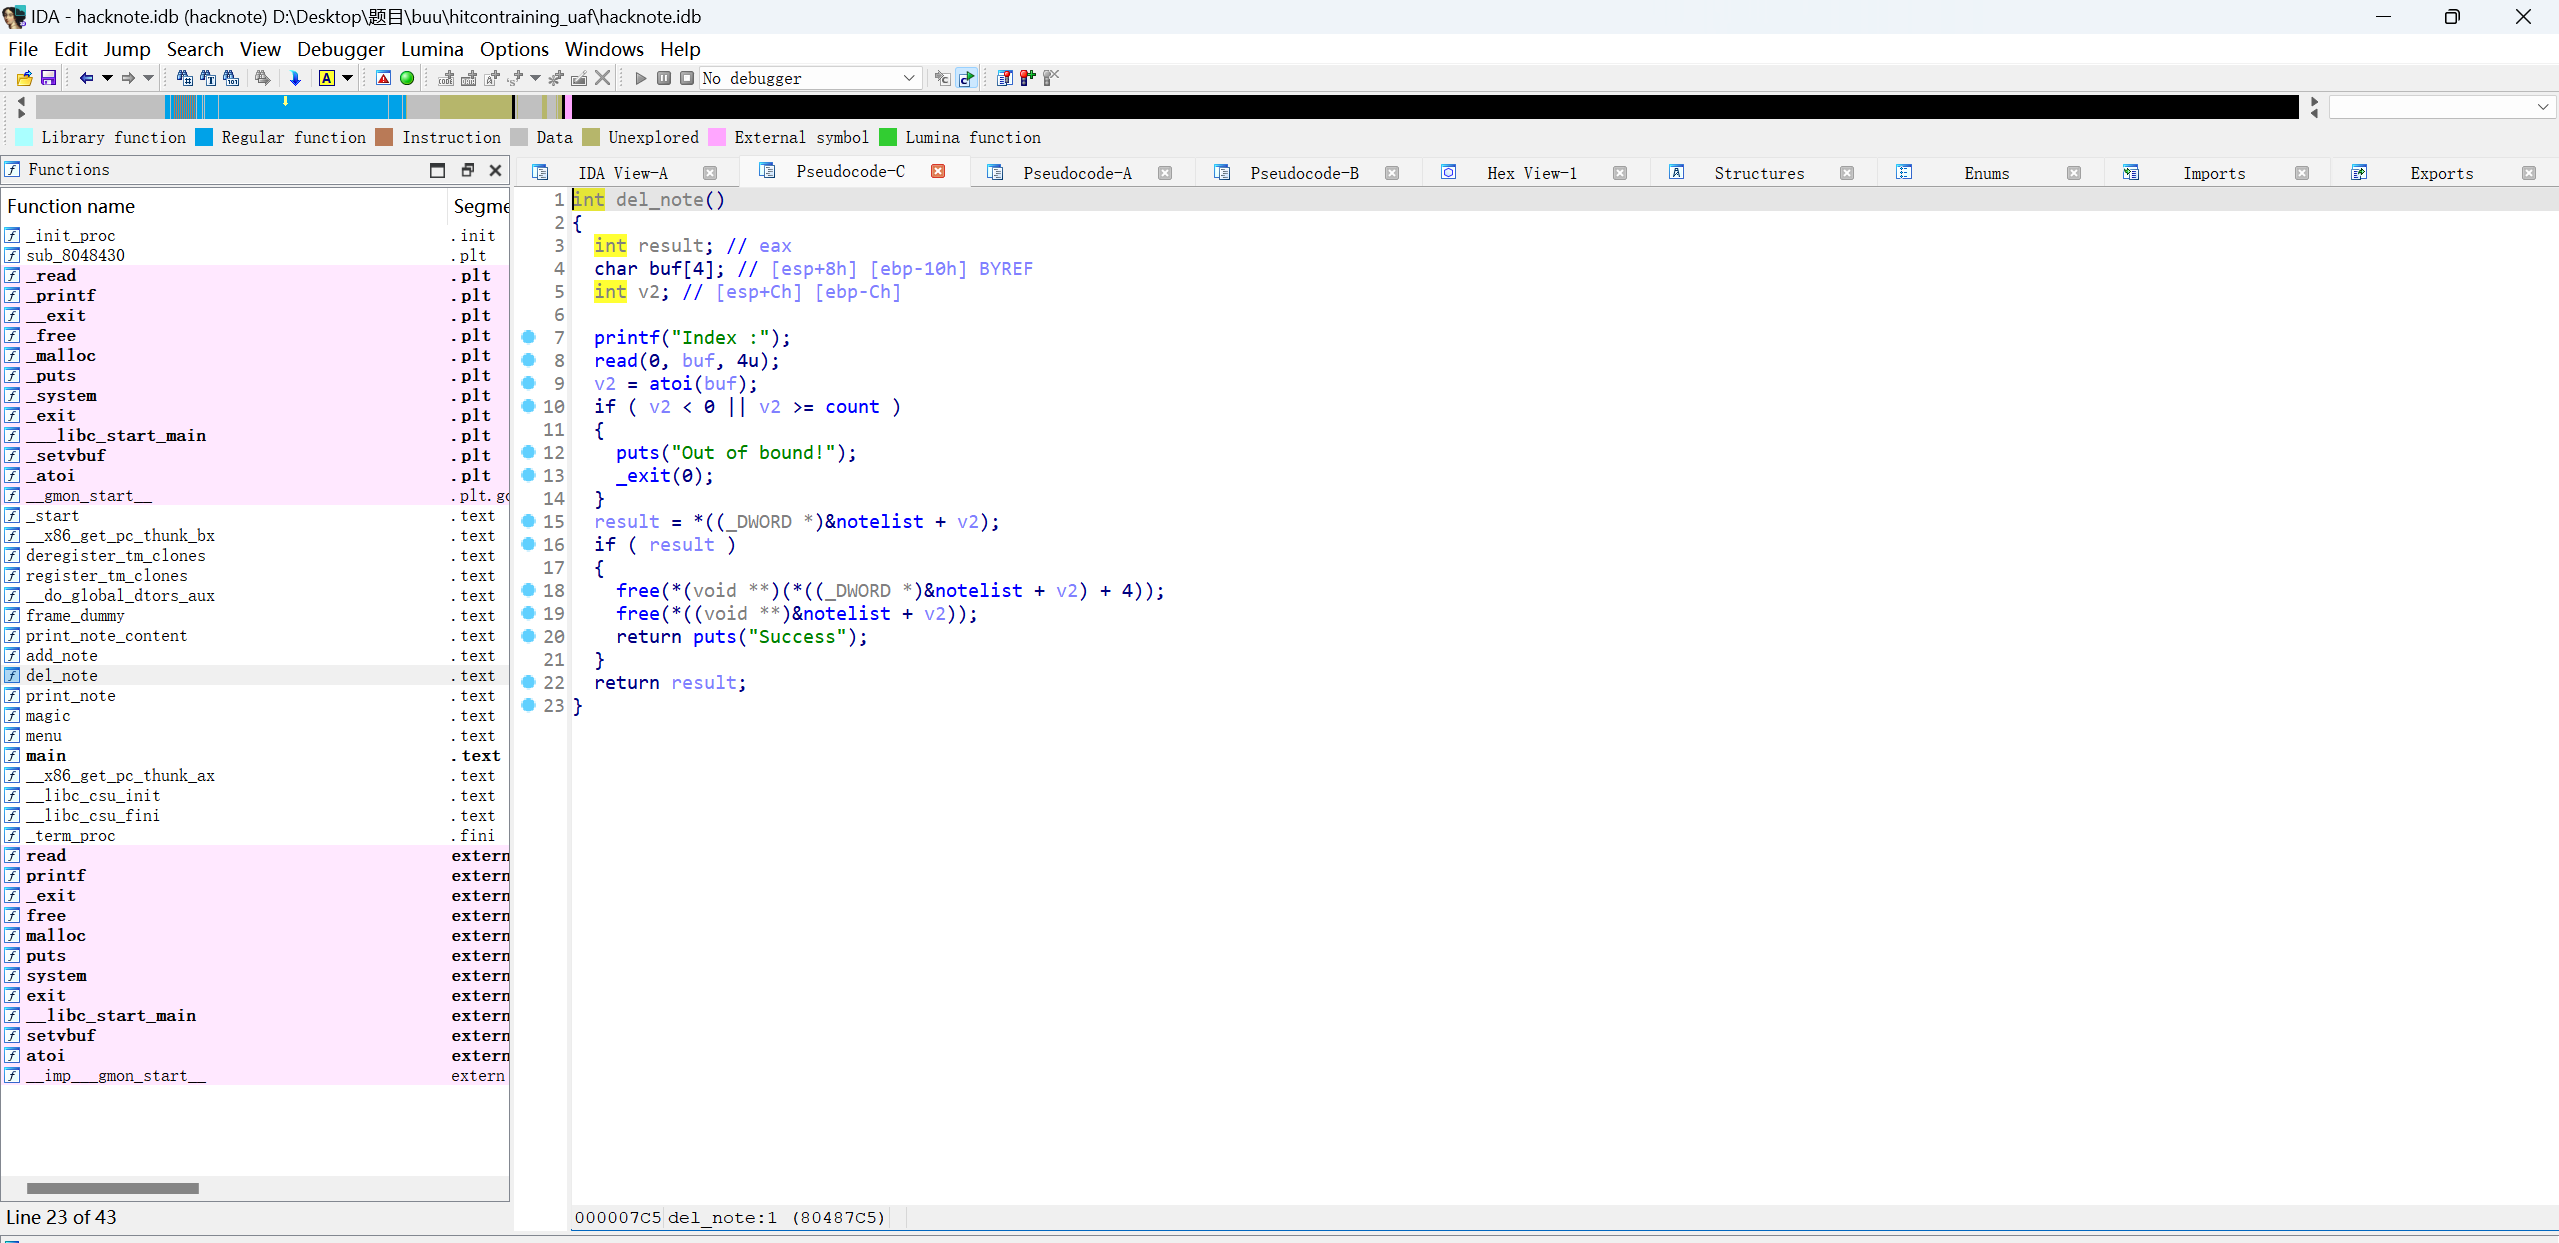 IDA - hacknote.idb (hacknote) D:\Desktop\题目\buu\hitcontraining_uaf\hacknote.idb
File Edit Jump Search View Debugger Lumina Options Windows Help
No debugger
Library function Regular function Instruction Data Unexplored External symbol Lumina function
Functions
IDA View-A Pseudocode-C Pseudocode-A Pseudocode-B Hex View-1 Structures Enums Imports Exports
Function name Segme
_init_proc .init
sub_8048430 .plt
_read .plt
_printf .plt
__exit .plt
_free .plt
_malloc .plt
_puts .plt
_system .plt
_exit .plt
___libc_start_main .plt
_setvbuf .plt
_atoi .plt
__gmon_start__ .plt.go
_start .text
__x86_get_pc_thunk_bx .text
deregister_tm_clones .text
register_tm_clones .text
__do_global_dtors_aux .text
frame_dummy .text
print_note_content .text
add_note .text
del_note .text
print_note .text
magic .text
menu .text
main .text
__x86_get_pc_thunk_ax .text
__libc_csu_init .text
__libc_csu_fini .text
_term_proc .fini
read extern
printf extern
_exit extern
free extern
malloc extern
puts extern
system extern
exit extern
__libc_start_main extern
setvbuf extern
atoi extern
__imp___gmon_start__ extern
Line 23 of 43
1 int del_note()
2 {
3 int result; // eax
4 char buf[4]; // [esp+8h] [ebp-10h] BYREF
5 int v2; // [esp+Ch] [ebp-Ch]
6
7 printf("Index :");
8 read(0, buf, 4u);
9 v2 = atoi(buf);
10 if ( v2 < 0 || v2 >= count )
11 {
12 puts("Out of bound!");
13 _exit(0);
14 }
15 result = *((_DWORD *)&notelist + v2);
16 if ( result )
17 {
18 free(*(void **)(*((_DWORD *)&notelist + v2) + 4));
19 free(*((void **)&notelist + v2));
20 return puts("Success");
21 }
22 return result;
23 }
000007C5 del_note:1 (80487C5)